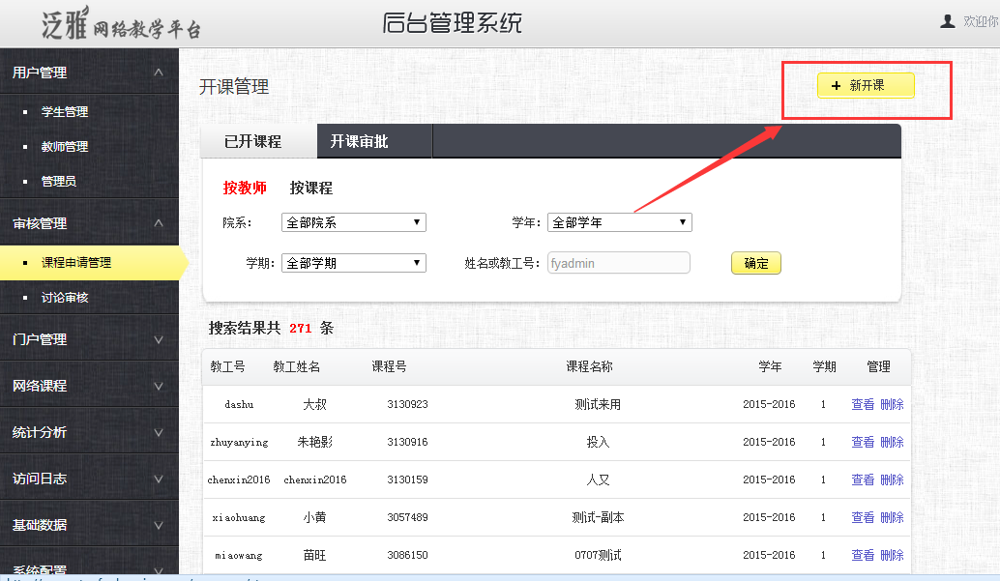 泛雅 网络教学平台
后台管理系统
欢迎你
用户管理
学生管理
教师管理
管理员
审核管理
课程申请管理
讨论审核
门户管理
网络课程
统计分析
访问日志
基础数据
系统配置
开课管理
+ 新开课
已开课程 开课审批
按教师 按课程
院系： 全部院系 学年： 全部学年
学期： 全部学期 姓名或教工号： fyadmin 确定
搜索结果共 271 条
教工号 教工姓名 课程号 课程名称 学年 学期 管理
dashu 大叔 3130923 测试来用 2015-2016 1 查看 删除
zhuyanying 朱艳影 3130916 投入 2015-2016 1 查看 删除
chenxin2016 chenxin2016 3130159 人又 2015-2016 1 查看 删除
xiaohuang 小黄 3057489 测试-副本 2015-2016 1 查看 删除
miaowang 苗旺 3086150 0707测试 2015-2016 1 查看 删除